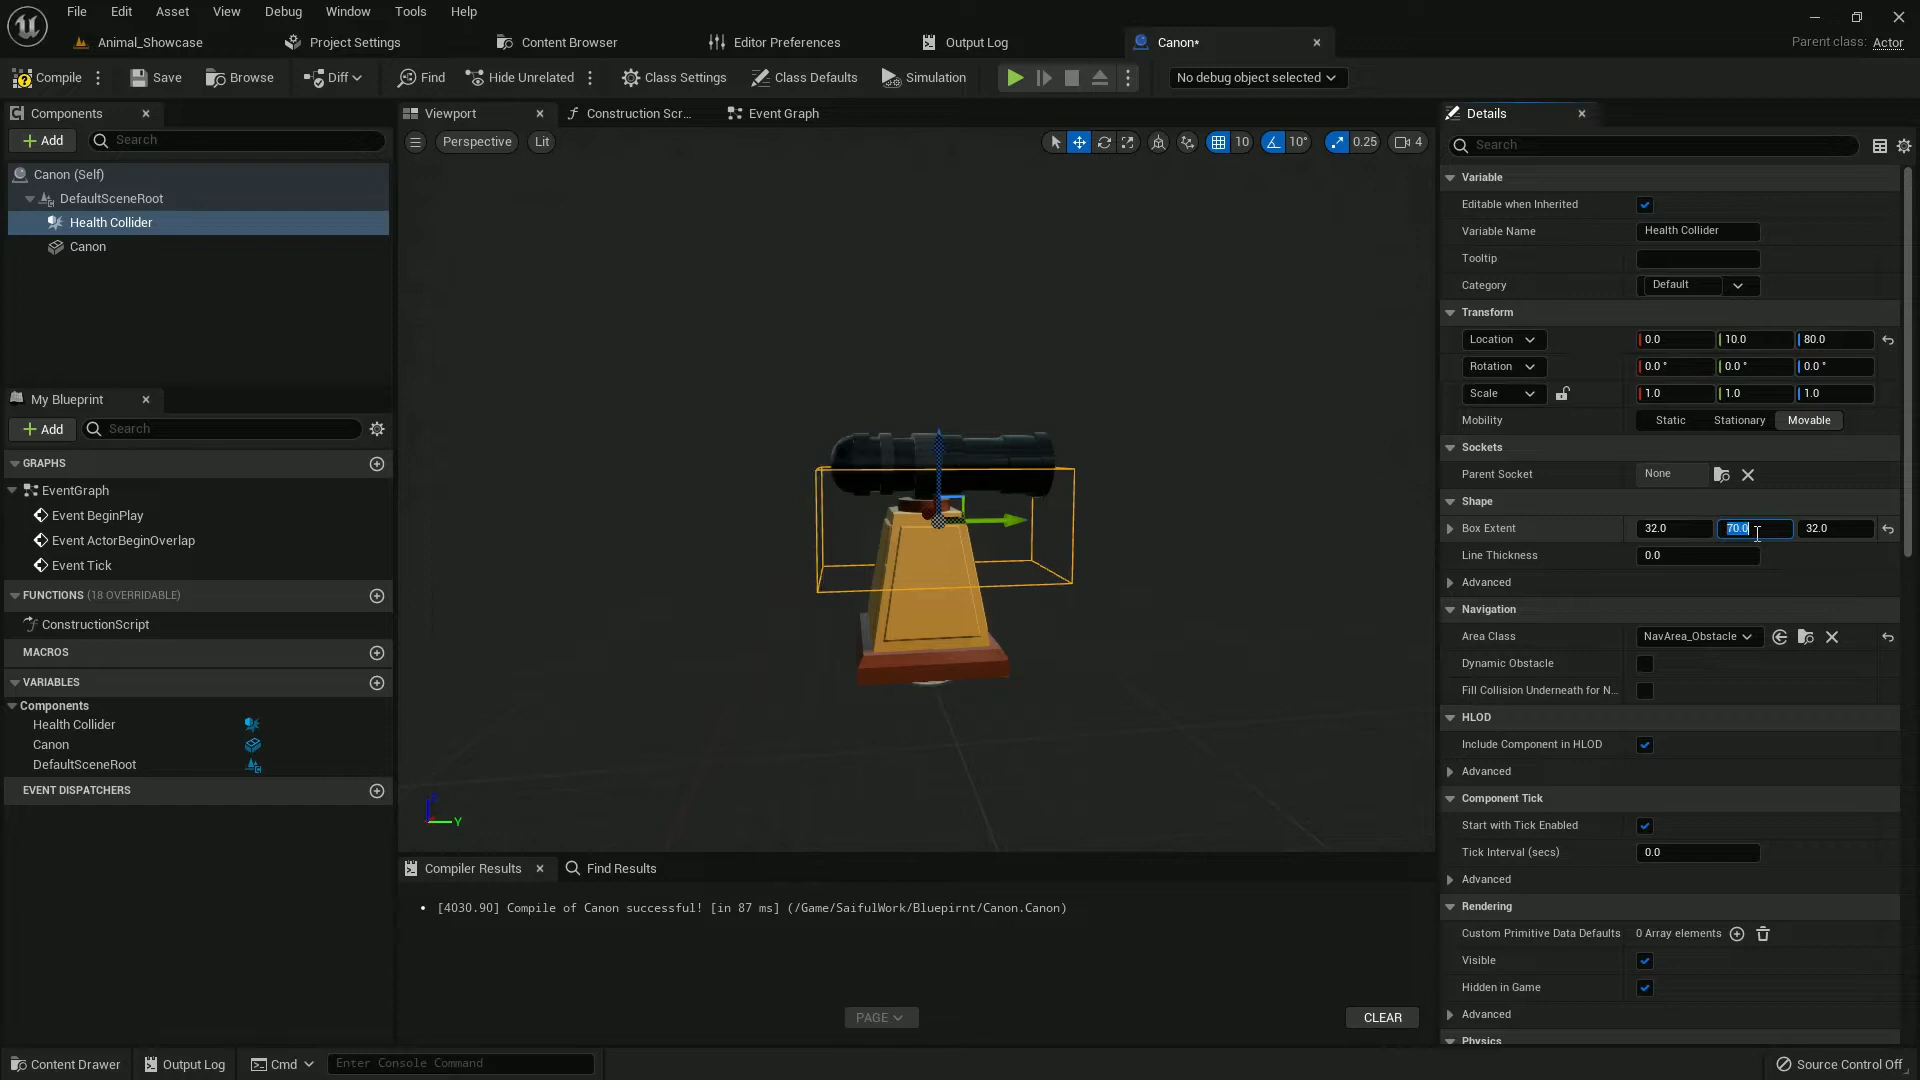 File Edit Asset View Debug Window Tools Help
Animal_Showcase Project Settings Content Browser Editor Preferences Output Log Canon* Parent class: Actor
Compile Save Browse Diff Find Hide Unrelated Class Settings Class Defaults Simulation No debug object selected
Components Viewport Construction Scr... Event Graph Details
Add Search Perspective Lit 10 10° 0.25 4 Search
Canon (Self)
DefaultSceneRoot
Health Collider
Canon
My Blueprint
Add Search
GRAPHS
EventGraph
Event BeginPlay
Event ActorBeginOverlap
Event Tick
FUNCTIONS (18 OVERRIDABLE)
ConstructionScript
MACROS
VARIABLES
Components
Health Collider
Canon
DefaultSceneRoot
EVENT DISPATCHERS
Y
Compiler Results Find Results
• [4030.90] Compile of Canon successful! [in 87 ms] (/Game/SaifulWork/Bluepirnt/Canon.Canon)
PAGE CLEAR
Variable
Editable when Inherited
Variable Name Health Collider
Tooltip
Category Default
Transform
Location 0.0 10.0 80.0
Rotation 0.0 ° 0.0 ° 0.0 °
Scale 1.0 1.0 1.0
Mobility Static Stationary Movable
Sockets
Parent Socket None
Shape
Box Extent 32.0 70.0 32.0
Line Thickness 0.0
Advanced
Navigation
Area Class NavArea_Obstacle
Dynamic Obstacle
Fill Collision Underneath for N...
HLOD
Include Component in HLOD
Advanced
Component Tick
Start with Tick Enabled
Tick Interval (secs) 0.0
Advanced
Rendering
Custom Primitive Data Defaults 0 Array elements
Visible
Hidden in Game
Advanced
Physics
Content Drawer Output Log Cmd Enter Console Command Source Control Off